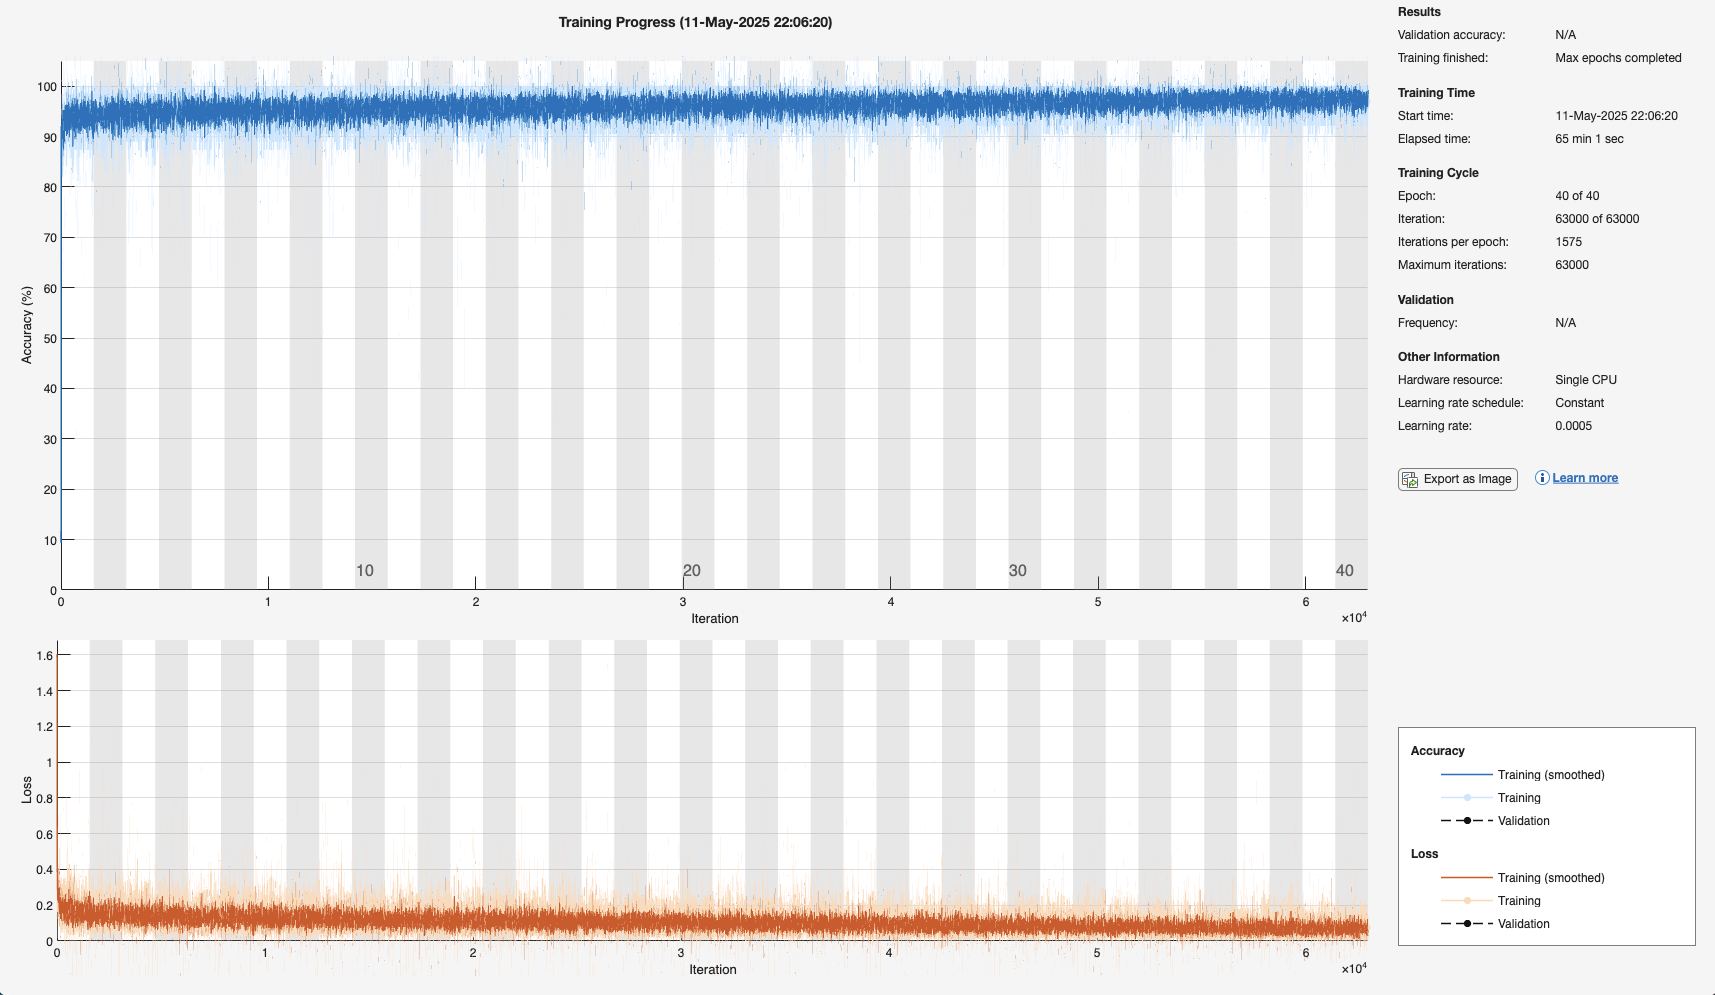 Training Progress (11-May-2025 22:06:20)
100
90
80
70
60
50
40
30
20
10
0
Accuracy (%)
10
20
30
40
0
1
2
3
4
5
6
Iteration
×10^4
1.6
1.4
1.2
1
0.8
0.6
0.4
0.2
0
Loss
0
1
2
3
4
5
6
Iteration
×10^4
Results
Validation accuracy: N/A
Training finished: Max epochs completed
Training Time
Start time: 11-May-2025 22:06:20
Elapsed time: 65 min 1 sec
Training Cycle
Epoch: 40 of 40
Iteration: 63000 of 63000
Iterations per epoch: 1575
Maximum iterations: 63000
Validation
Frequency: N/A
Other Information
Hardware resource: Single CPU
Learning rate schedule: Constant
Learning rate: 0.0005
Export as Image
Learn more
Accuracy
Training (smoothed)
Training
Validation
Loss
Training (smoothed)
Training
Validation